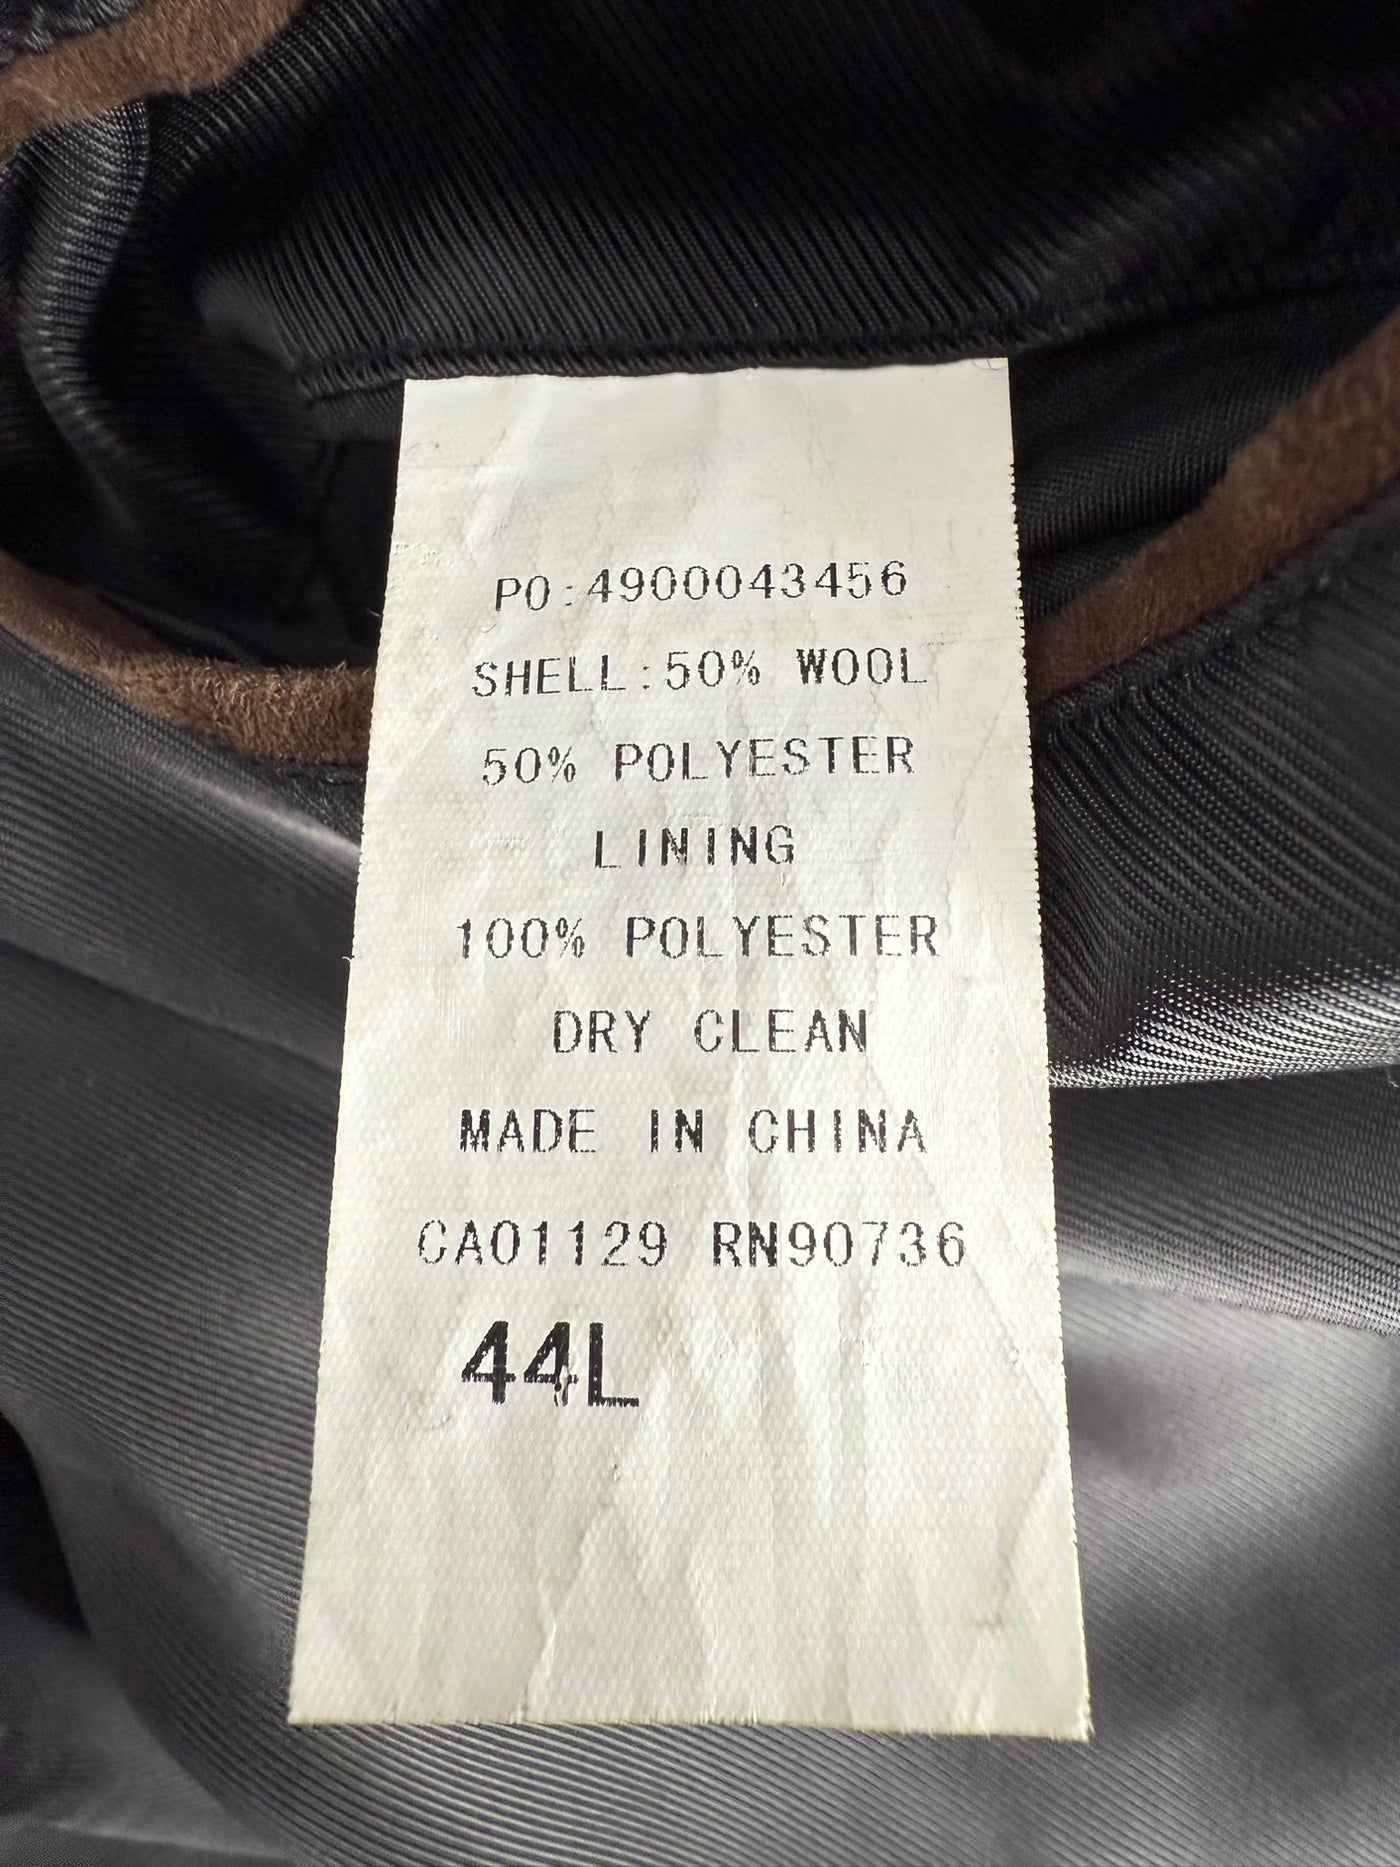 PO:4900043456
SHELL:50% WOOL
50% POLYESTER
LINING
100% POLYESTER
DRY CLEAN
MADE IN CHINA
CA01129 RN90736
44L